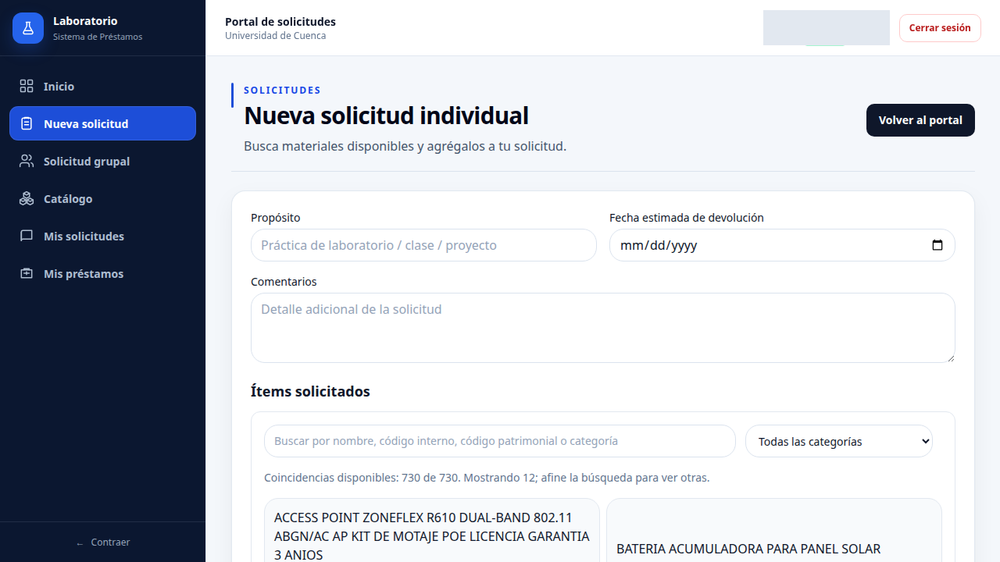 Laboratorio
Sistema de Préstamos
Inicio
Nueva solicitud
Solicitud grupal
Catálogo
Mis solicitudes
Mis préstamos
← Contraer
Portal de solicitudes
Universidad de Cuenca
Cerrar sesión
SOLICITUDES
Nueva solicitud individual
Busca materiales disponibles y agrégalos a tu solicitud.
Volver al portal
Propósito
Práctica de laboratorio / clase / proyecto
Fecha estimada de devolución
mm/dd/yyyy
Comentarios
Detalle adicional de la solicitud
Ítems solicitados
Buscar por nombre, código interno, código patrimonial o categoría
Todas las categorías
Coincidencias disponibles: 730 de 730. Mostrando 12; afine la búsqueda para ver otras.
ACCESS POINT ZONEFLEX R610 DUAL-BAND 802.11
ABGN/AC AP KIT DE MOTAJE POE LICENCIA GARANTIA
3 ANIOS
BATERIA ACUMULADORA PARA PANEL SOLAR